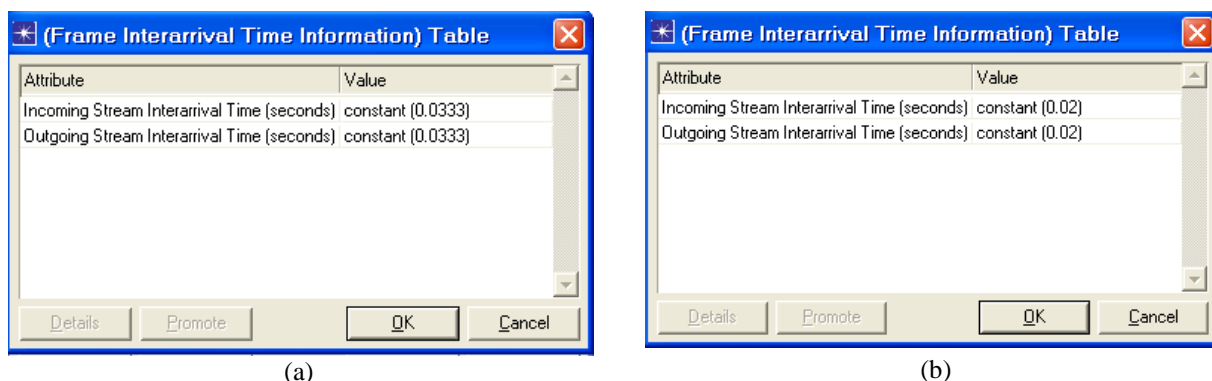 (Frame Interarrival Time Information) Table
Attribute Value
Incoming Stream Interarrival Time (seconds) constant (0.0333)
Outgoing Stream Interarrival Time (seconds) constant (0.0333)
Details Promote OK Cancel
(a)
(Frame Interarrival Time Information) Table
Attribute Value
Incoming Stream Interarrival Time (seconds) constant (0.02)
Outgoing Stream Interarrival Time (seconds) constant (0.02)
Details Promote OK Cancel
(b)